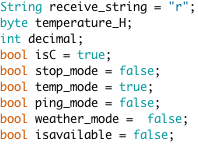 String receive_string = "r";
byte temperature_H;
int decimal;
bool isC = true;
bool stop_mode = false;
bool temp_mode = true;
bool ping_mode = false;
bool weather_mode =  false;
bool isavailable = false;